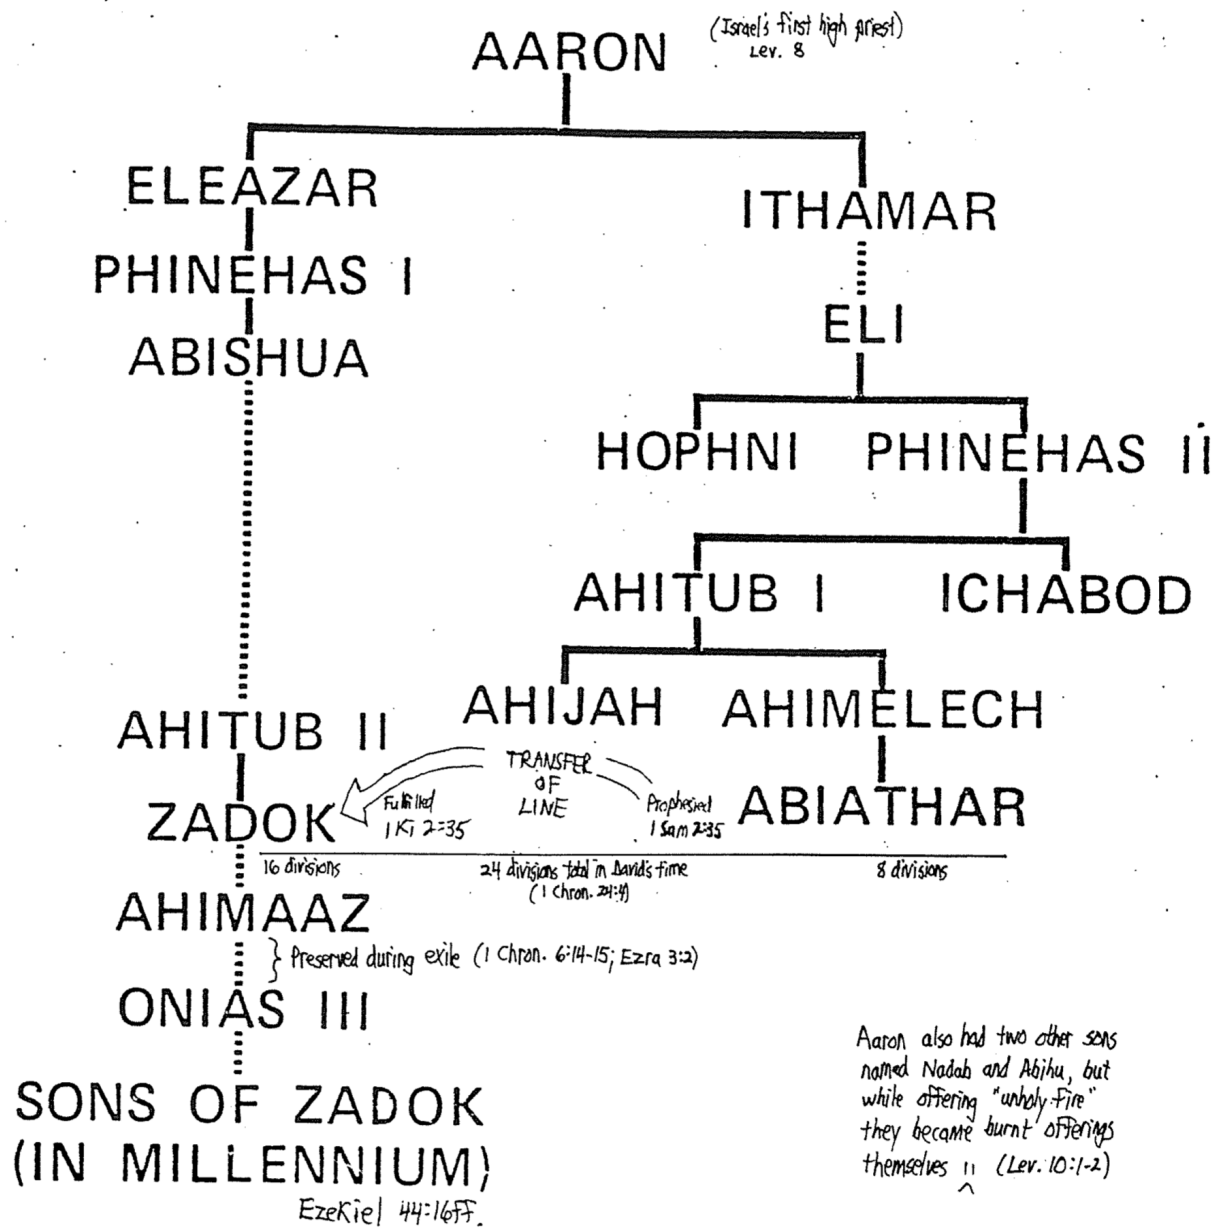 (Israel's first high priest)
Lev. 8
AARON
ELEAZAR
ITHAMAR
PHINEHAS I
ELI
ABISHUA
HOPHNI PHINEHAS II
AHITUB I ICHABOD
AHIJAH AHIMELECH
AHITUB II
TRANSFER
OF
LINE
Fulfilled
1 Ki 2:35
Prophesied
1 Sam 2:35
ZADOK
ABIATHAR
16 divisions
24 divisions total in David's time
(1 Chron. 24:4)
8 divisions
AHIMAAZ
Preserved during exile (1 Chron. 6:14-15; Ezra 3:2)
ONIAS III
SONS OF ZADOK
(IN MILLENNIUM)
Ezekiel 44:16ff.
Aaron also had two other sons
named Nadab and Abihu, but
while offering "unholy fire"
they became burnt offerings
themselves !! (Lev. 10:1-2)